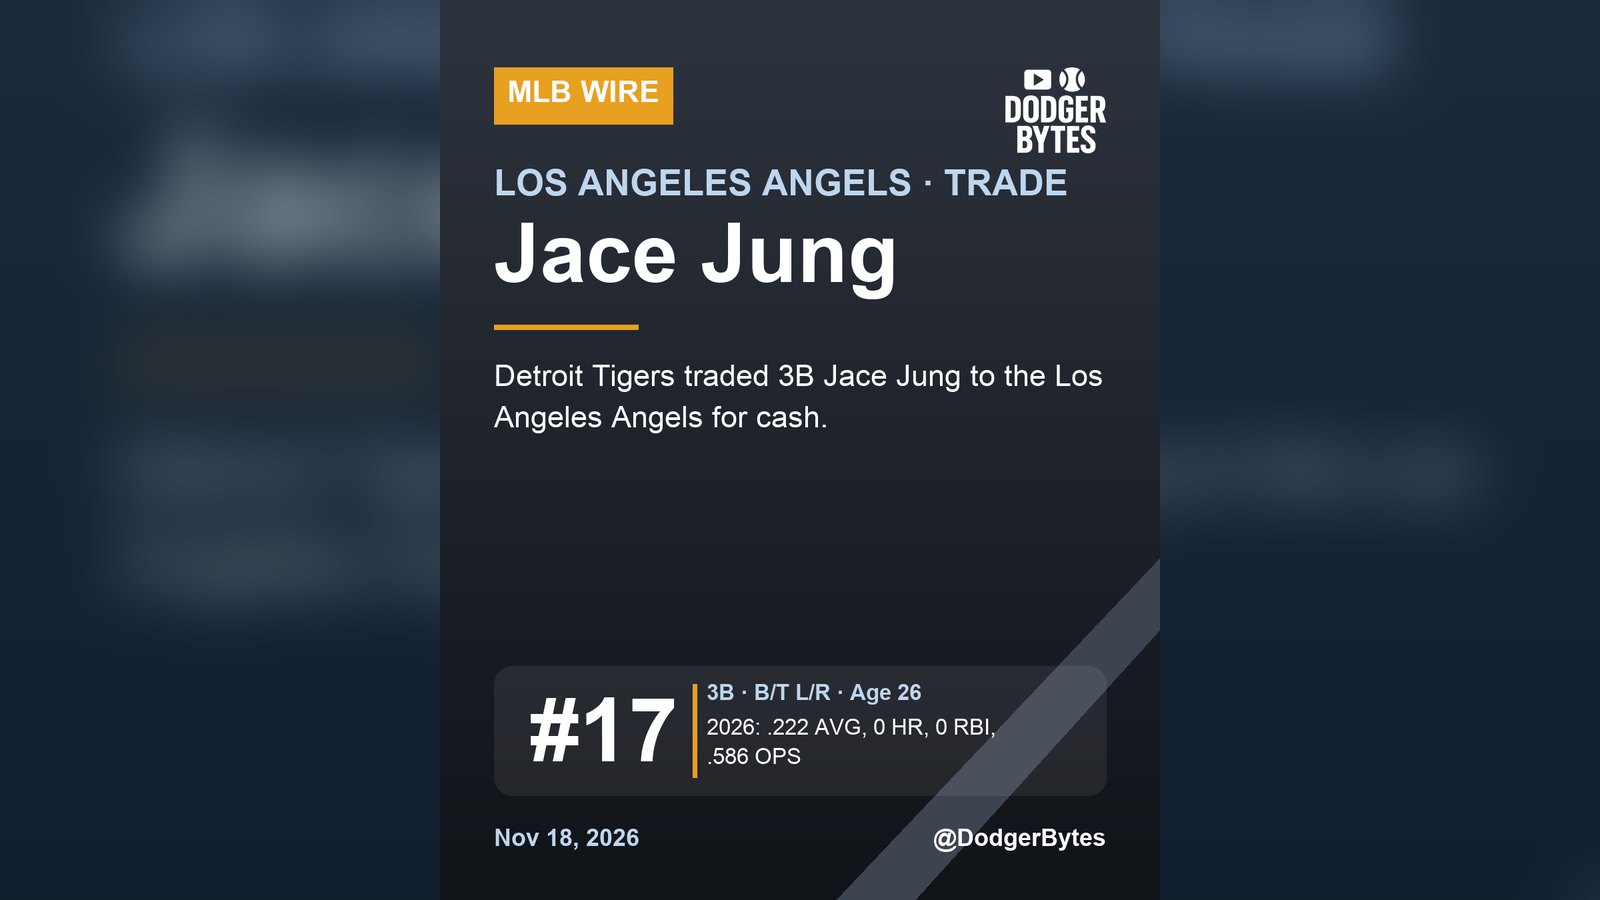 MLB WIRE
DODGER
BYTES
LOS ANGELES ANGELS · TRADE
Jace Jung
Detroit Tigers traded 3B Jace Jung to the Los
Angeles Angels for cash.
#17
3B · B/T L/R · Age 26
2026: .222 AVG, 0 HR, 0 RBI,
.586 OPS
Nov 18, 2026
@DodgerBytes